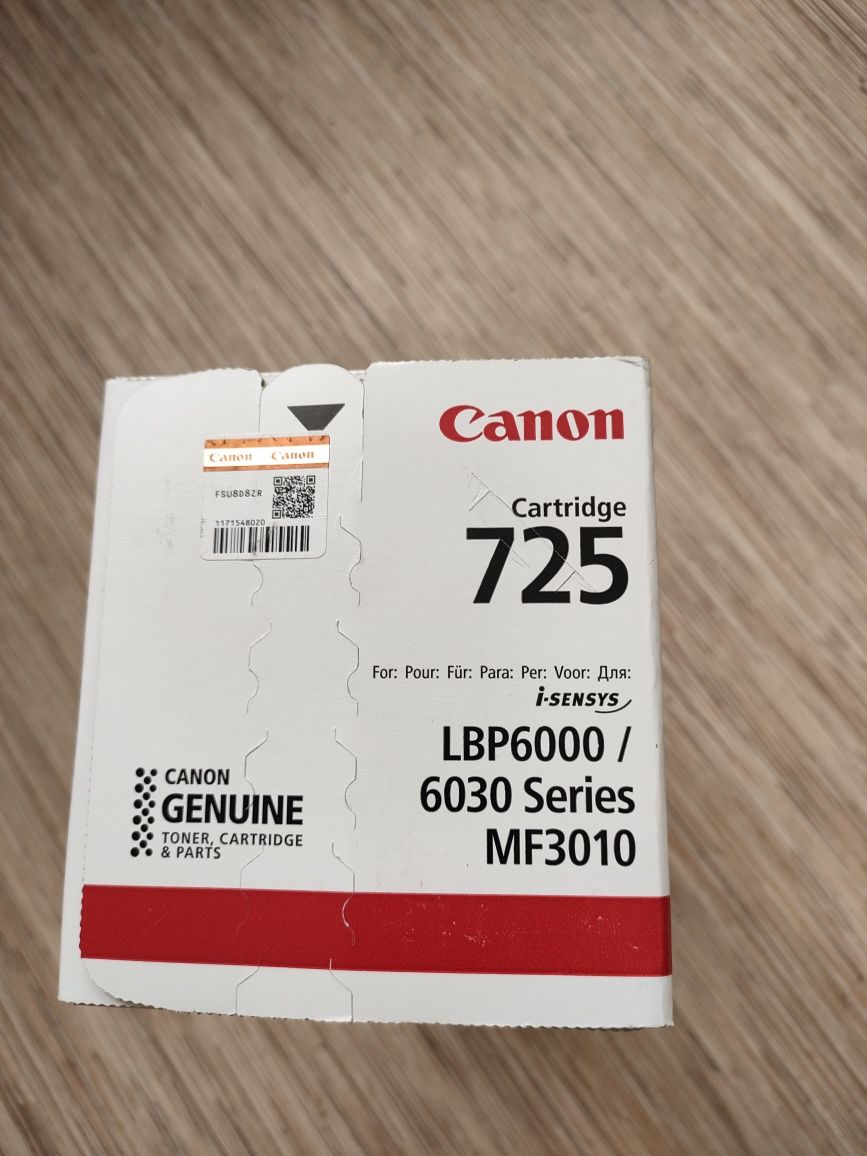 Canon Canon
FSU8D8ZR
1171548020
Canon
Cartridge
725
For: Pour: Für: Para: Per: Voor: Для:
i-SENSYS
LBP6000 /
6030 Series
MF3010
CANON
GENUINE
TONER, CARTRIDGE
& PARTS